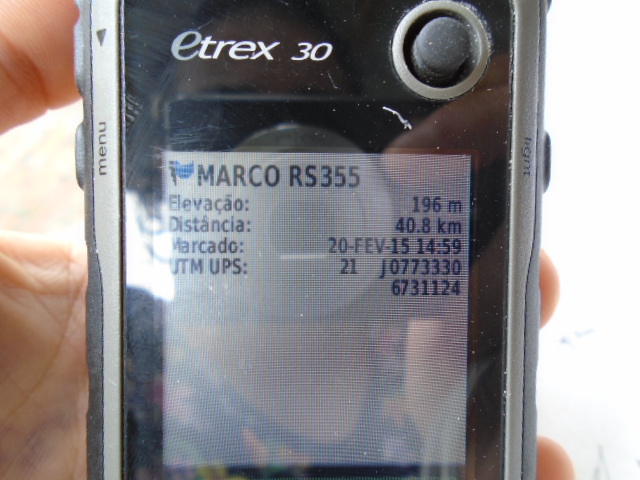 etrex 30
menu
light
MARCO RS355
Elevação: 196 m
Distância: 40.8 km
Marcado: 20-FEV-15 14:59
UTM UPS: 21 J0773330
6731124